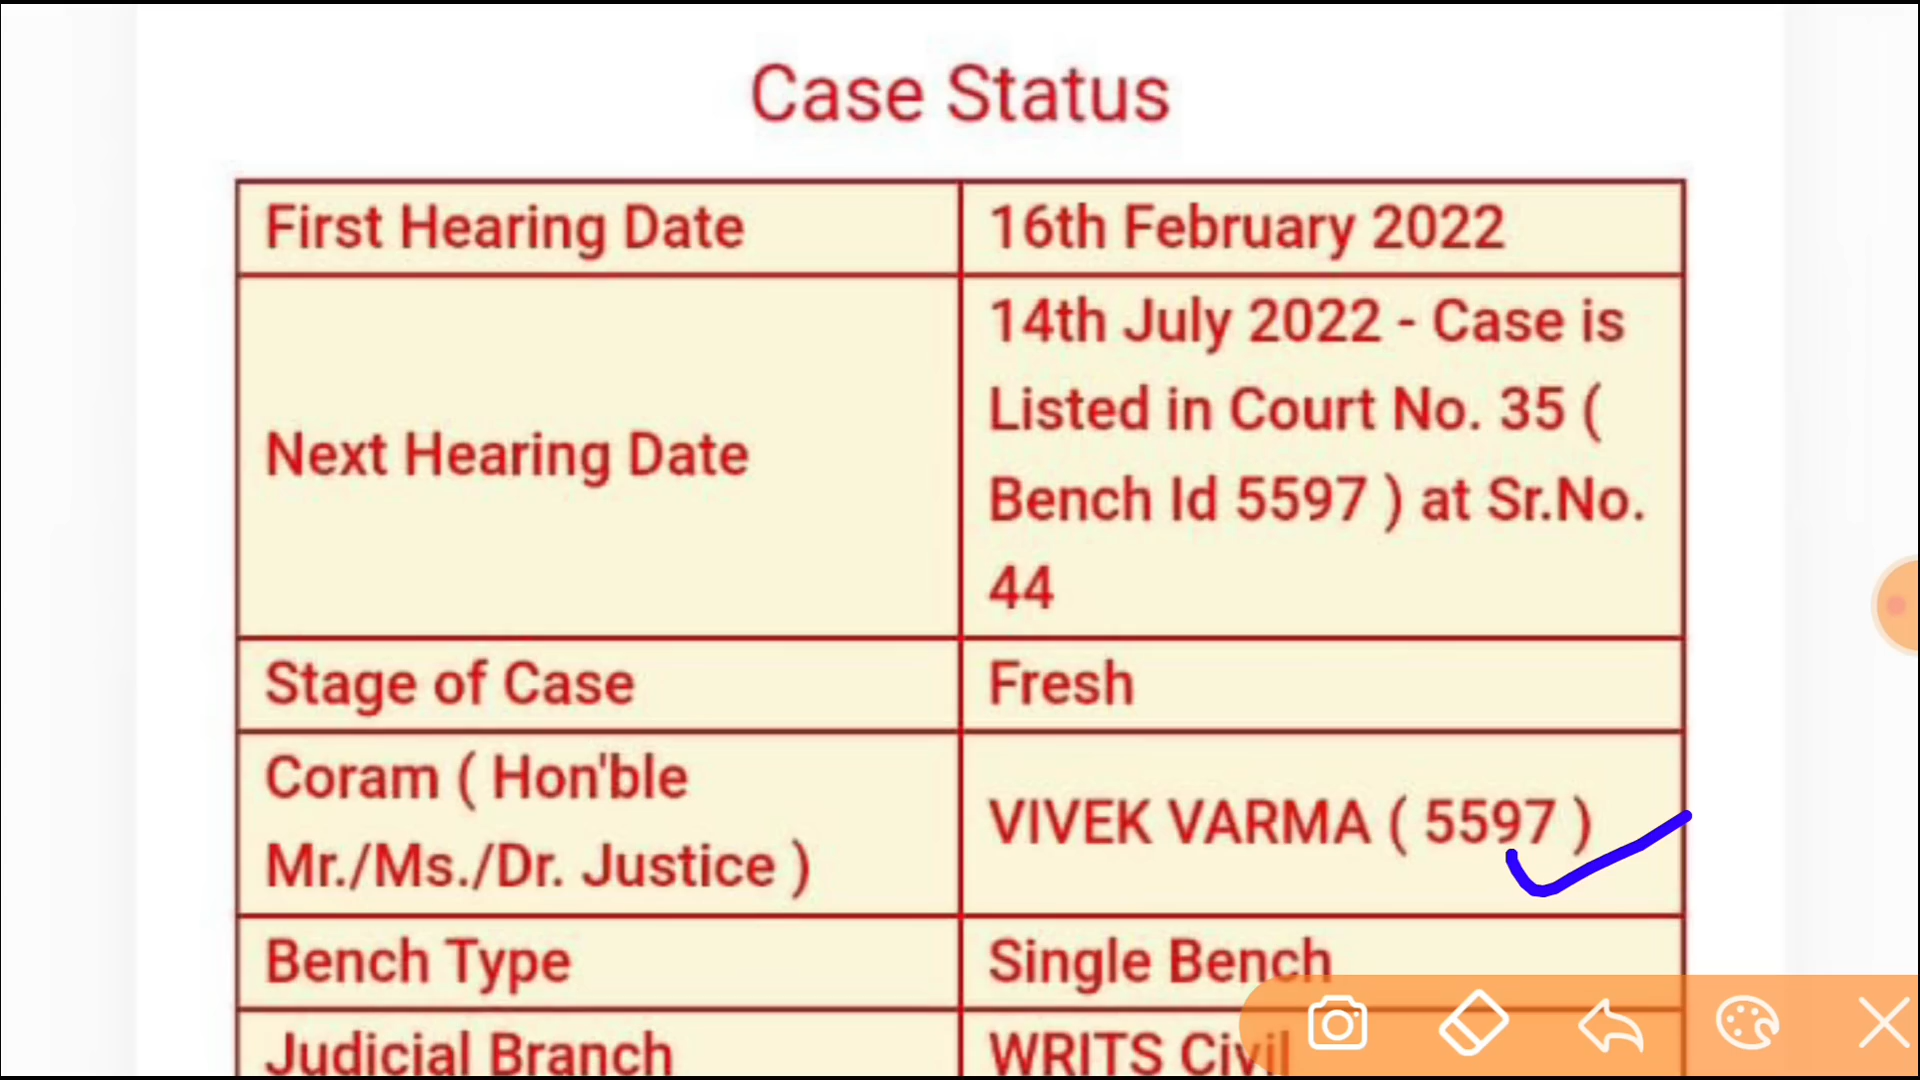 Case Status
First Hearing Date
16th February 2022
Next Hearing Date
14th July 2022 - Case is
Listed in Court No. 35 (
Bench Id 5597 ) at Sr.No.
44
Stage of Case
Fresh
Coram ( Hon'ble
Mr./Ms./Dr. Justice )
VIVEK VARMA ( 5597 )
Bench Type
Single Bench
Judicial Branch
WRITS Civil